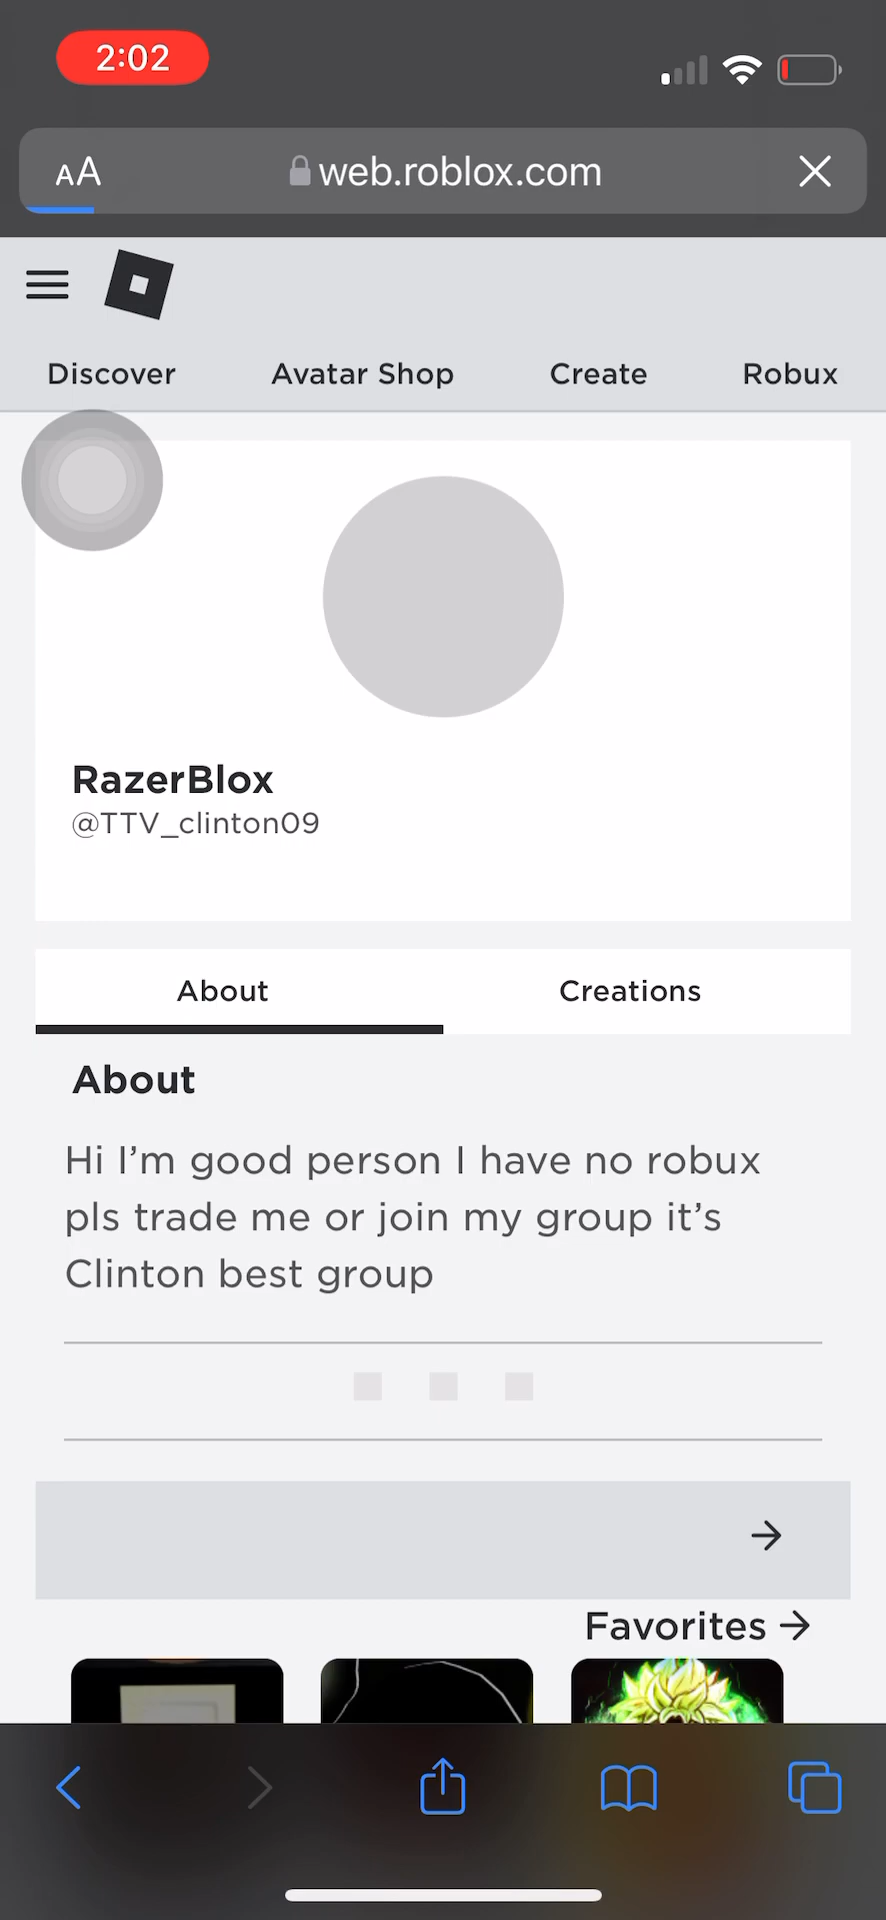 2:02
AA web.roblox.com
Discover Avatar Shop Create Robux
RazerBlox
@TTV_clinton09
About Creations
About
Hi I’m good person I have no robux
pls trade me or join my group it’s
Clinton best group
Favorites